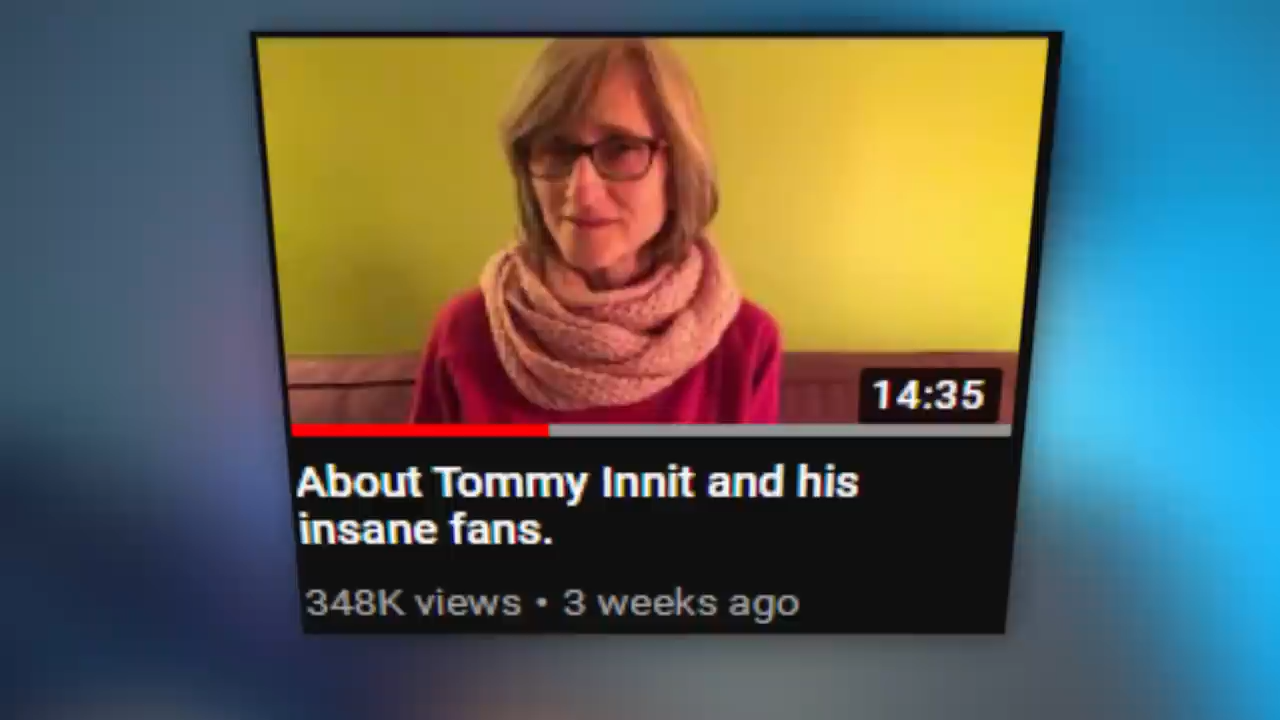 14:35
About Tommy Innit and his
insane fans.
348K views • 3 weeks ago